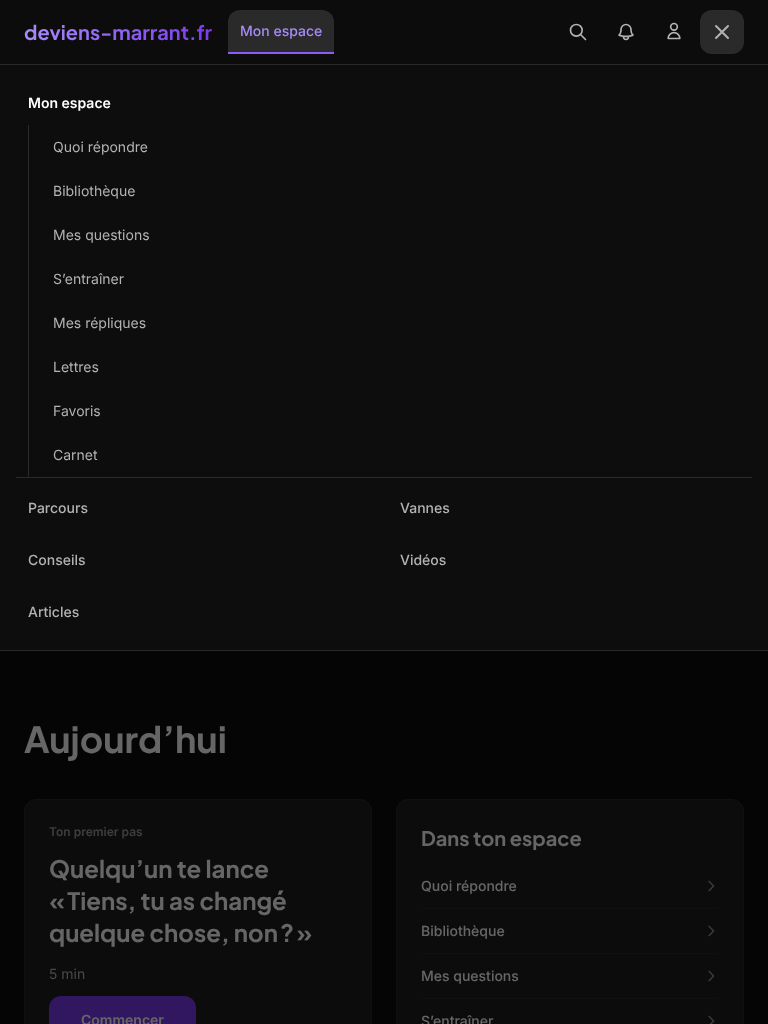 deviens-marrant.fr
Mon espace
Mon espace
Quoi répondre
Bibliothèque
Mes questions
S’entraîner
Mes répliques
Lettres
Favoris
Carnet
Parcours
Vannes
Conseils
Vidéos
Articles
Aujourd’hui
Ton premier pas
Quelqu’un te lance
« Tiens, tu as changé
quelque chose, non ? »
5 min
Commencer
Dans ton espace
Quoi répondre
Bibliothèque
Mes questions
S’entraîner